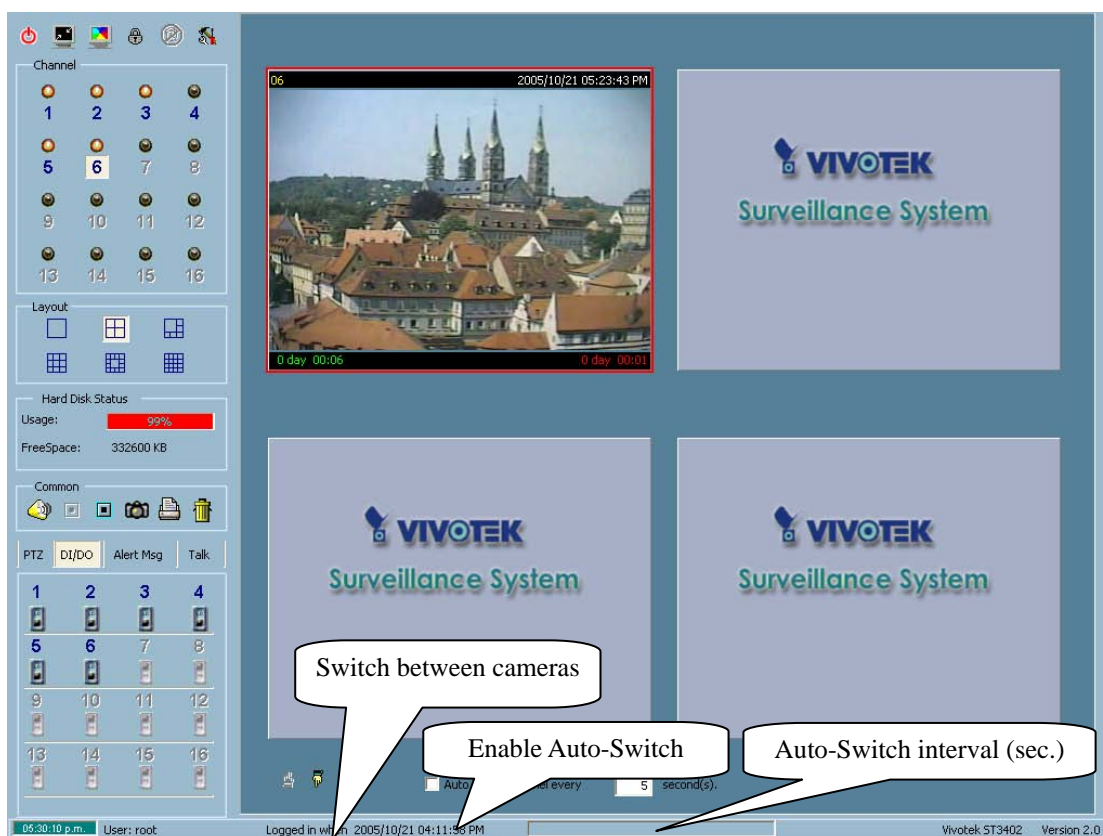 Channel
1 2 3 4
5 6 7 8
9 10 11 12
13 14 15 16
Layout
Hard Disk Status
Usage: 99%
FreeSpace: 332600 KB
Common
PTZ DI/DO Alert Msg Talk
1 2 3 4
5 6 7 8
9 10 11 12
13 14 15 16
06 2005/10/21 05:23:43 PM
0 day 00:06 0 day 00:01
VIVOTEK
Surveillance System
VIVOTEK
Surveillance System
VIVOTEK
Surveillance System
Switch between cameras
Enable Auto-Switch
Auto-Switch interval (sec.)
Auto every 5 second(s).
05:30:10 p.m. User: root Logged in when 2005/10/21 04:11:58 PM Vivotek ST3402 Version 2.0